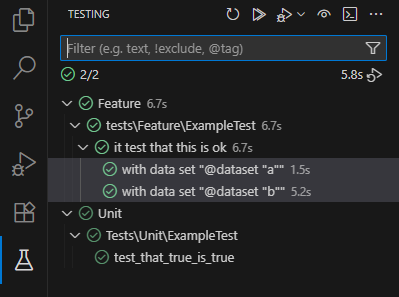 TESTING
Filter (e.g. text, !exclude, @tag)
2/2 5.8s
Feature 6.7s
tests\Feature\ExampleTest 6.7s
it test that this is ok 6.7s
with data set "@dataset "a"" 1.5s
with data set "@dataset "b"" 5.2s
Unit
Tests\Unit\ExampleTest
test_that_true_is_true